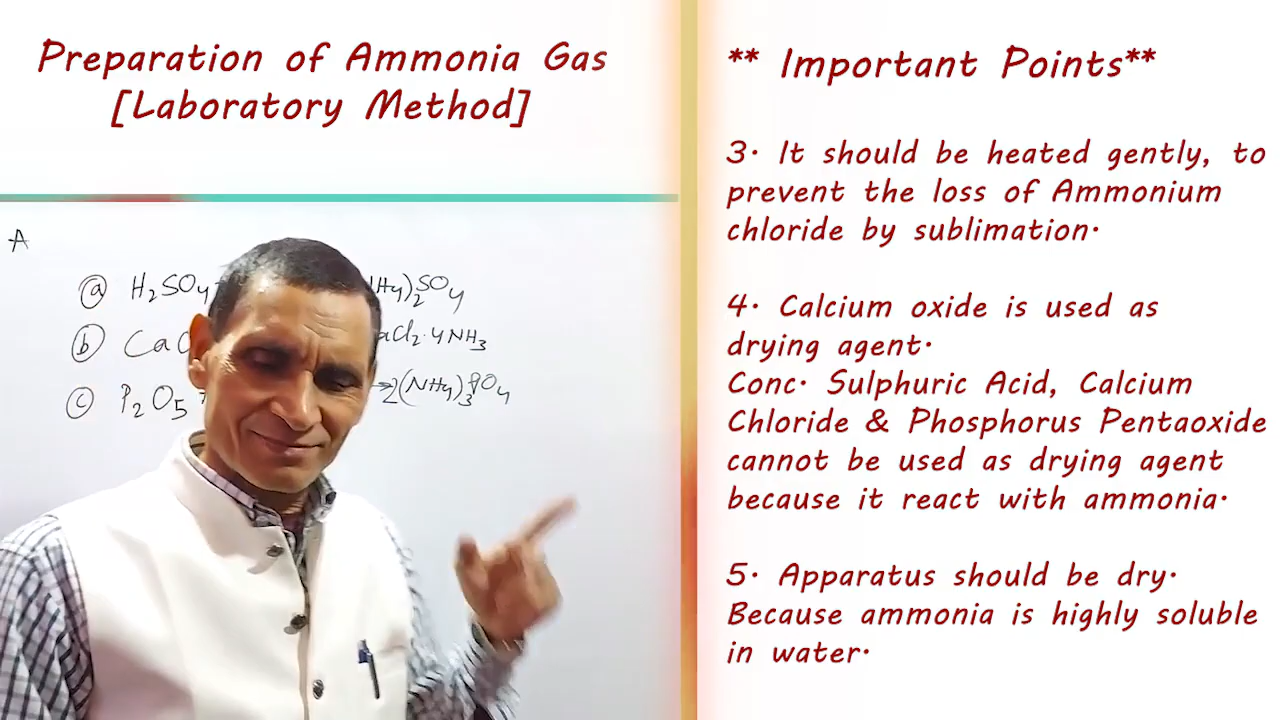 Preparation of Ammonia Gas
[Laboratory Method]
A
ⓐ H₂SO₄ H₄)₂SO₄
ⓑ Ca aCl₂·4NH₃
ⓒ P₂O₅ + → 2(NH₄)₃PO₄
** Important Points**
3. It should be heated gently, to
prevent the loss of Ammonium
chloride by sublimation.
4. Calcium oxide is used as
drying agent.
Conc. Sulphuric Acid, Calcium
Chloride & Phosphorus Pentaoxide
cannot be used as drying agent
because it react with ammonia.
5. Apparatus should be dry.
Because ammonia is highly soluble
in water.